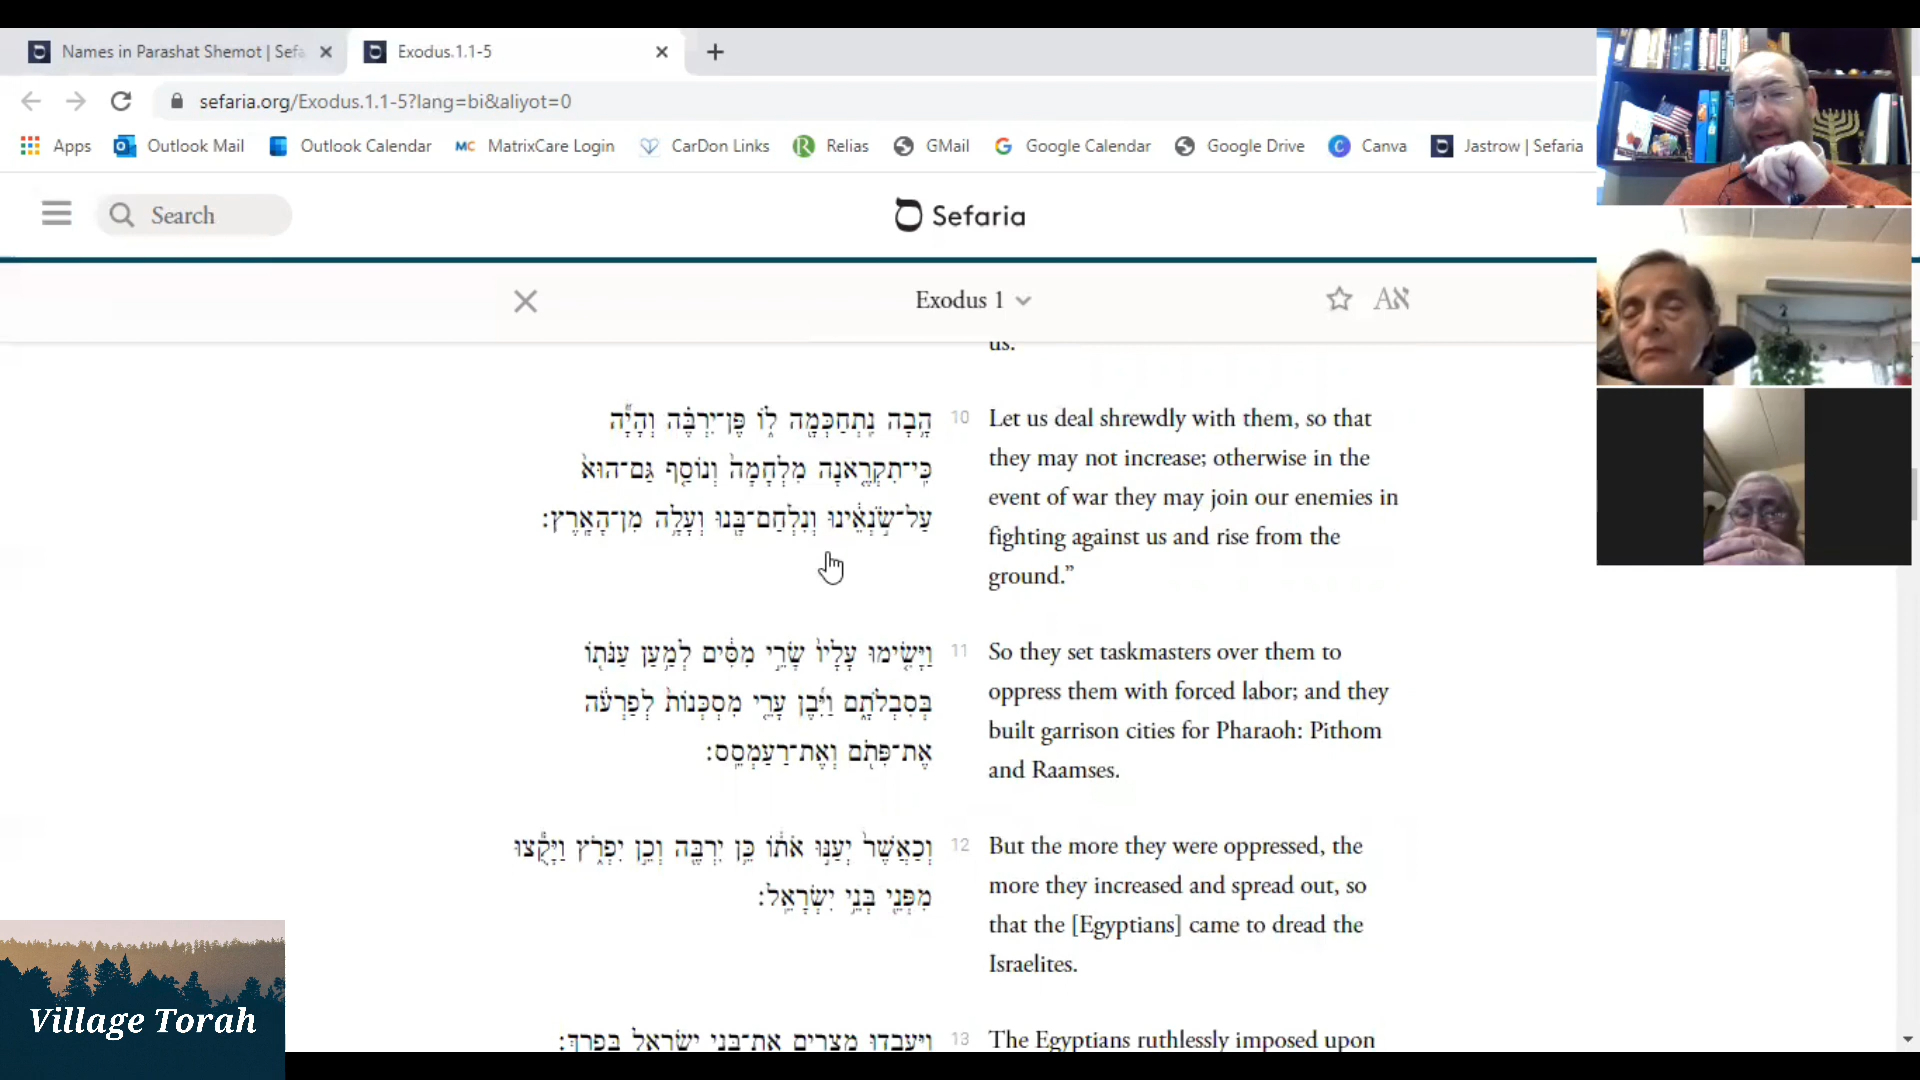 Names in Parashat Shemot | Sefa
Exodus.1.1-5
sefaria.org/Exodus.1.1-5?lang=bi&aliyot=0
Apps
Outlook Mail
Outlook Calendar
MC MatrixCare Login
CarDon Links
R Relias
GMail
G Google Calendar
Google Drive
C Canva
Jastrow | Sefaria
Search
Sefaria
Exodus 1
Aא
us.
הָ֥בָה נִֽתְחַכְּמָ֖ה ל֑וֹ פֶּן־יִרְבֶּ֗ה וְהָיָ֞ה
כִּֽי־תִקְרֶ֤אנָה מִלְחָמָה֙ וְנוֹסַ֤ף גַּם־הוּא֙
עַל־שֹׂ֣נְאֵ֔ינוּ וְנִלְחַם־בָּ֖נוּ וְעָלָ֥ה מִן־הָאָֽרֶץ׃
10
Let us deal shrewdly with them, so that
they may not increase; otherwise in the
event of war they may join our enemies in
fighting against us and rise from the
ground.”
וַיָּשִׂ֤ימוּ עָלָיו֙ שָׂרֵ֣י מִסִּ֔ים לְמַ֥עַן עַנֹּת֖וֹ
בְּסִבְלֹתָ֑ם וַיִּ֜בֶן עָרֵ֤י מִסְכְּנוֹת֙ לְפַרְעֹ֔ה
אֶת־פִּתֹ֖ם וְאֶת־רַעַמְסֵֽס׃
11
So they set taskmasters over them to
oppress them with forced labor; and they
built garrison cities for Pharaoh: Pithom
and Raamses.
וְכַאֲשֶׁר֙ יְעַנּ֣וּ אֹת֔וֹ כֵּ֥ן יִרְבֶּ֖ה וְכֵ֣ן יִפְרֹ֑ץ וַיָּקֻ֕צוּ
מִפְּנֵ֖י בְּנֵ֥י יִשְׂרָאֵֽל׃
12
But the more they were oppressed, the
more they increased and spread out, so
that the [Egyptians] came to dread the
Israelites.
וַיַּעֲבִ֧דוּ מִצְרַ֛יִם אֶת־בְּנֵ֥י יִשְׂרָאֵ֖ל בְּפָֽרֶךְ׃
13
The Egyptians ruthlessly imposed upon
Village Torah